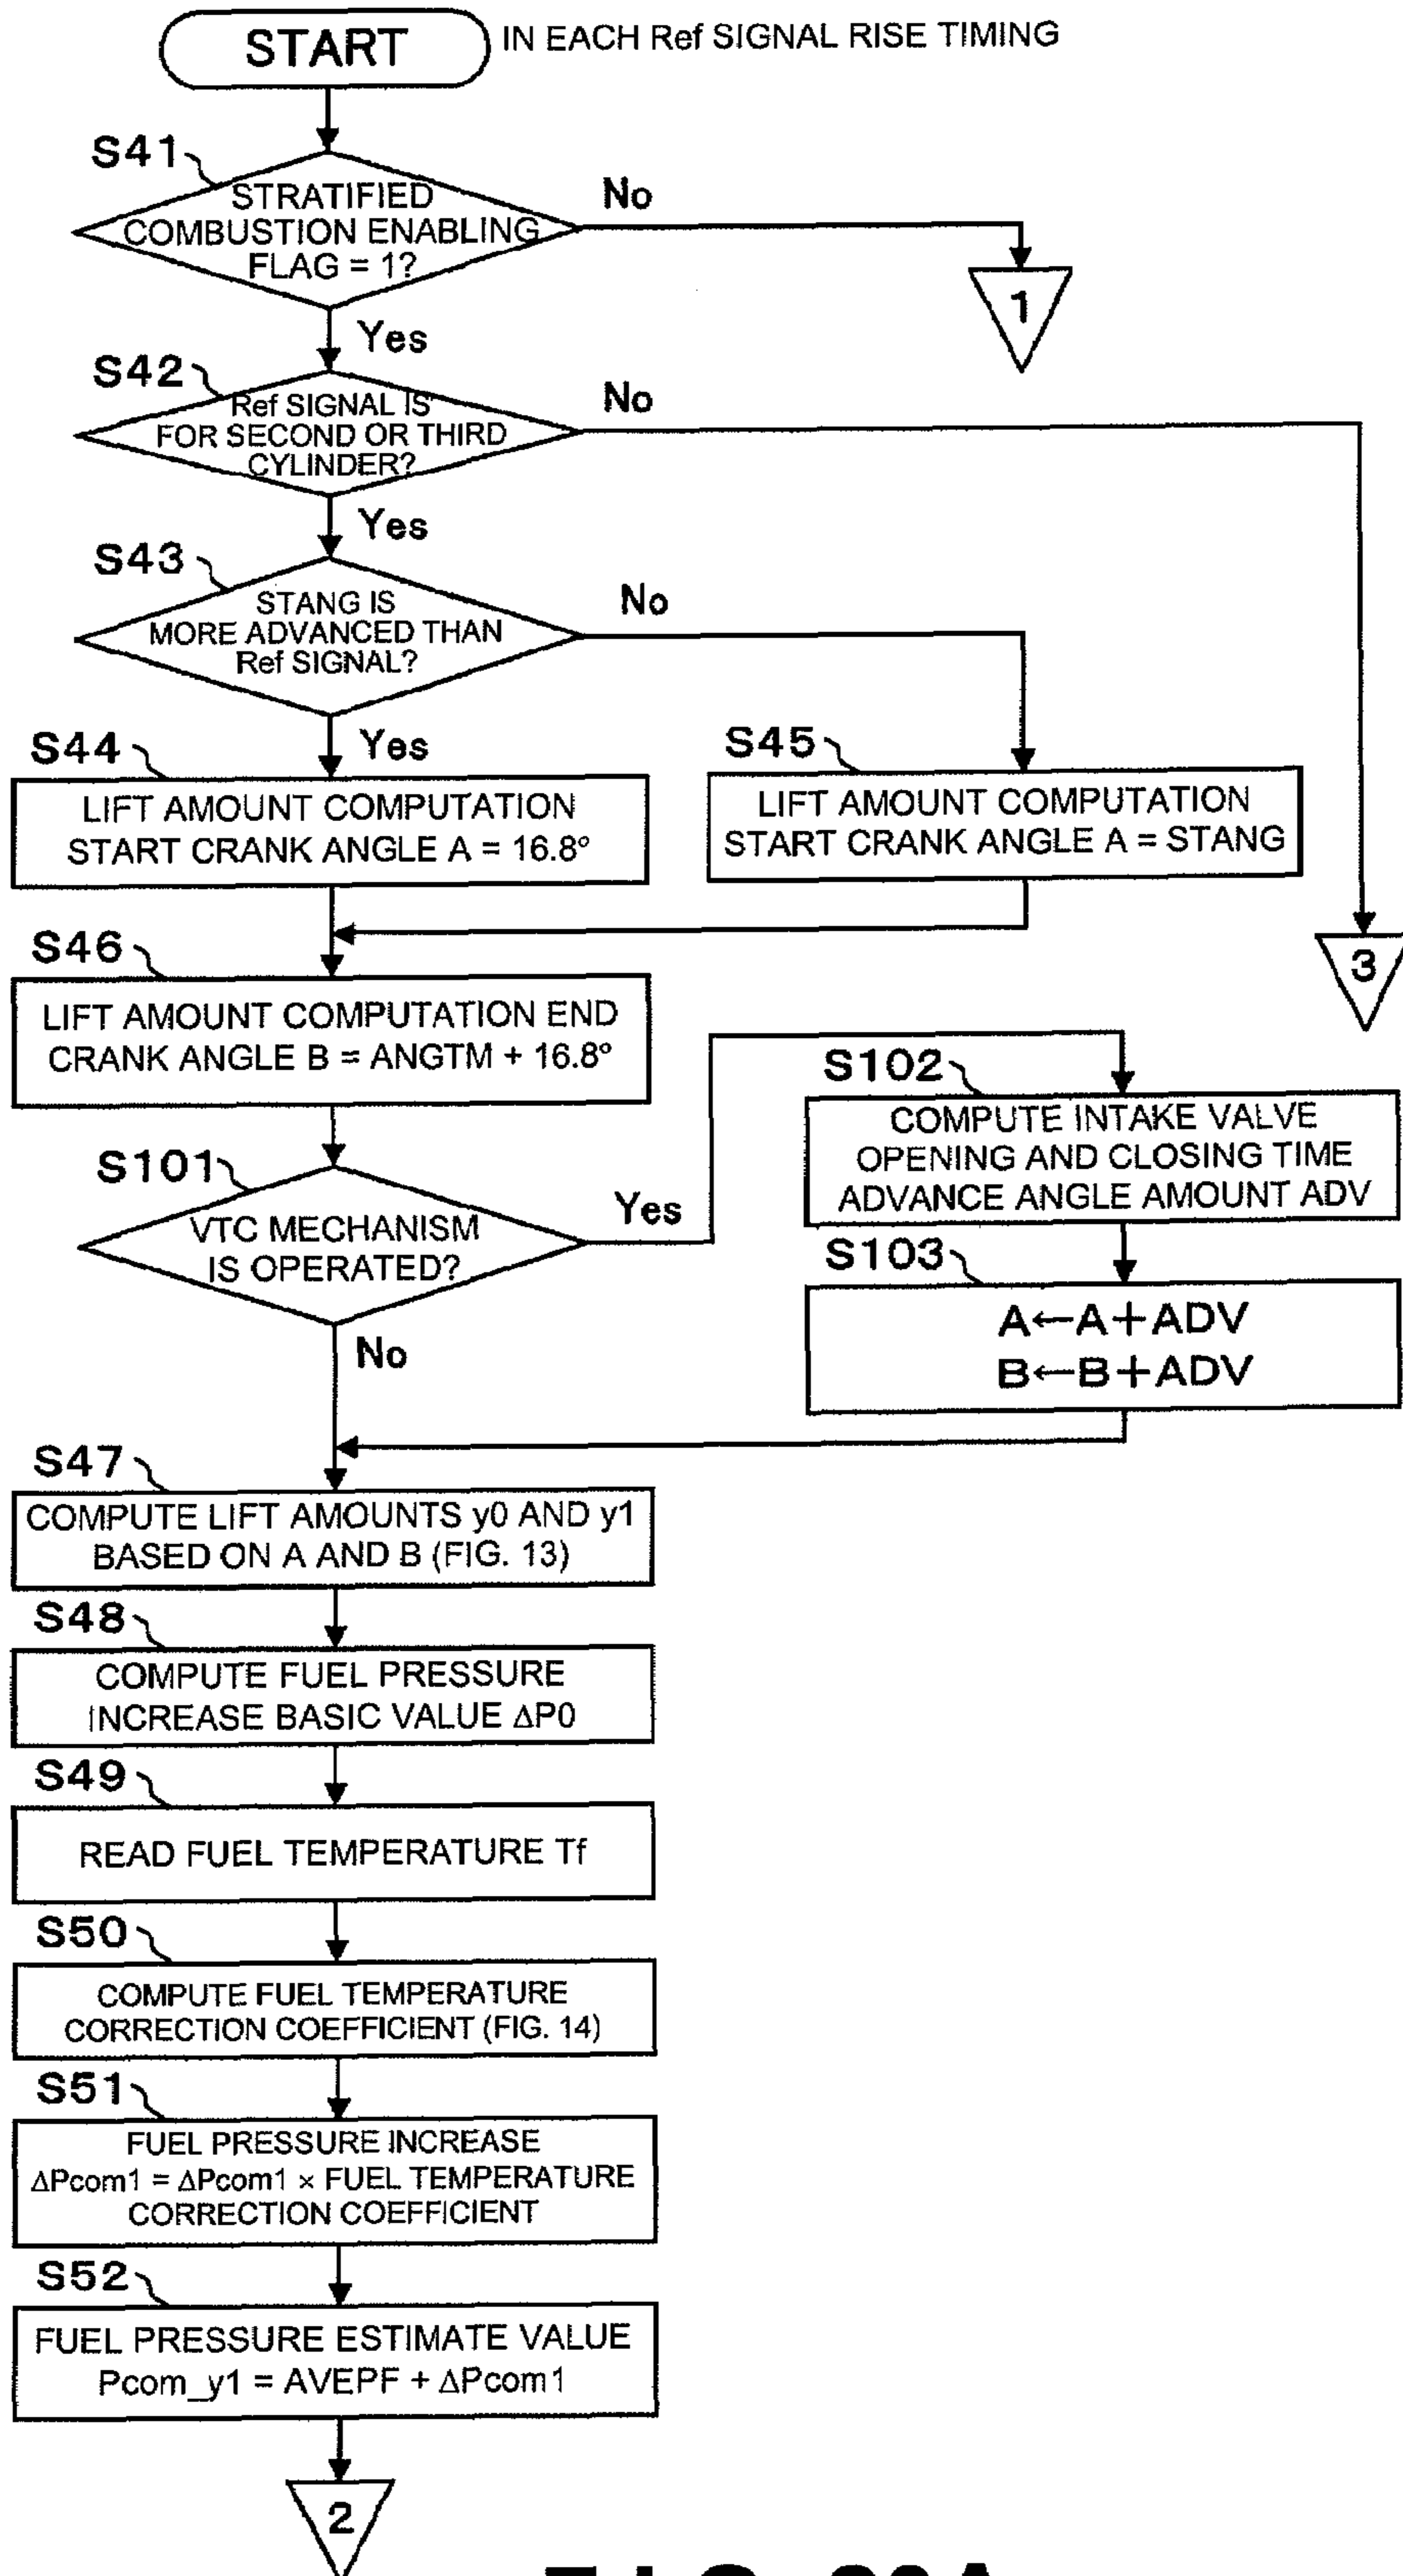 START
IN EACH Ref SIGNAL RISE TIMING
S41
STRATIFIED
COMBUSTION ENABLING
FLAG = 1?
No
1
Yes
S42
Ref SIGNAL IS
FOR SECOND OR THIRD
CYLINDER?
No
Yes
S43
STANG IS
MORE ADVANCED THAN
Ref SIGNAL?
No
Yes
S44
LIFT AMOUNT COMPUTATION
START CRANK ANGLE A = 16.8°
S45
LIFT AMOUNT COMPUTATION
START CRANK ANGLE A = STANG
3
S46
LIFT AMOUNT COMPUTATION END
CRANK ANGLE B = ANGTM + 16.8°
S101
VTC MECHANISM
IS OPERATED?
Yes
No
S102
COMPUTE INTAKE VALVE
OPENING AND CLOSING TIME
ADVANCE ANGLE AMOUNT ADV
S103
A←A+ADV
B←B+ADV
S47
COMPUTE LIFT AMOUNTS y0 AND y1
BASED ON A AND B (FIG. 13)
S48
COMPUTE FUEL PRESSURE
INCREASE BASIC VALUE ΔP0
S49
READ FUEL TEMPERATURE Tf
S50
COMPUTE FUEL TEMPERATURE
CORRECTION COEFFICIENT (FIG. 14)
S51
FUEL PRESSURE INCREASE
ΔPcom1 = ΔPcom1 × FUEL TEMPERATURE
CORRECTION COEFFICIENT
S52
FUEL PRESSURE ESTIMATE VALUE
Pcom_y1 = AVEPF + ΔPcom1
2